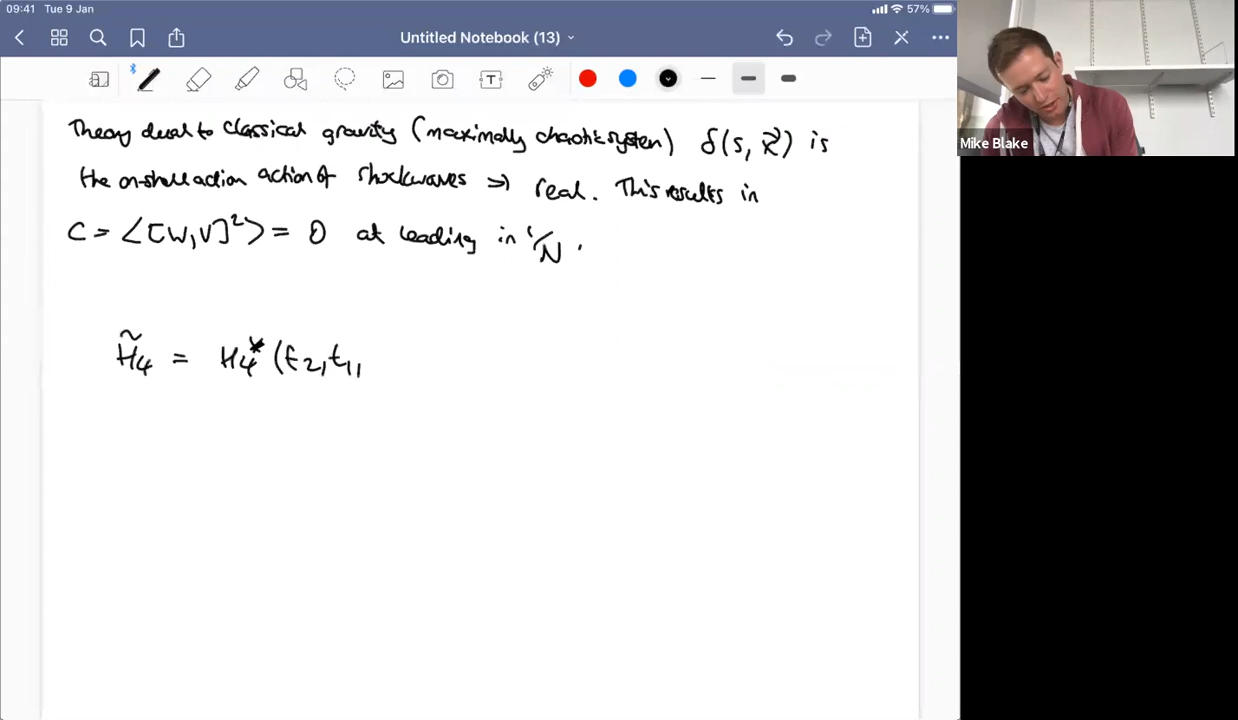 09:41 Tue 9 Jan
57%
Untitled Notebook (13)
Mike Blake
Theory dual to classical gravity (maximally chaotic system) δ(s, x⃗) is
the on-shell action action of shockwaves ⇒ real. This results in
C = <[W,V]²> = 0 at leading in 1/N.
H̃₄ = H₄* (t₂, t₁,